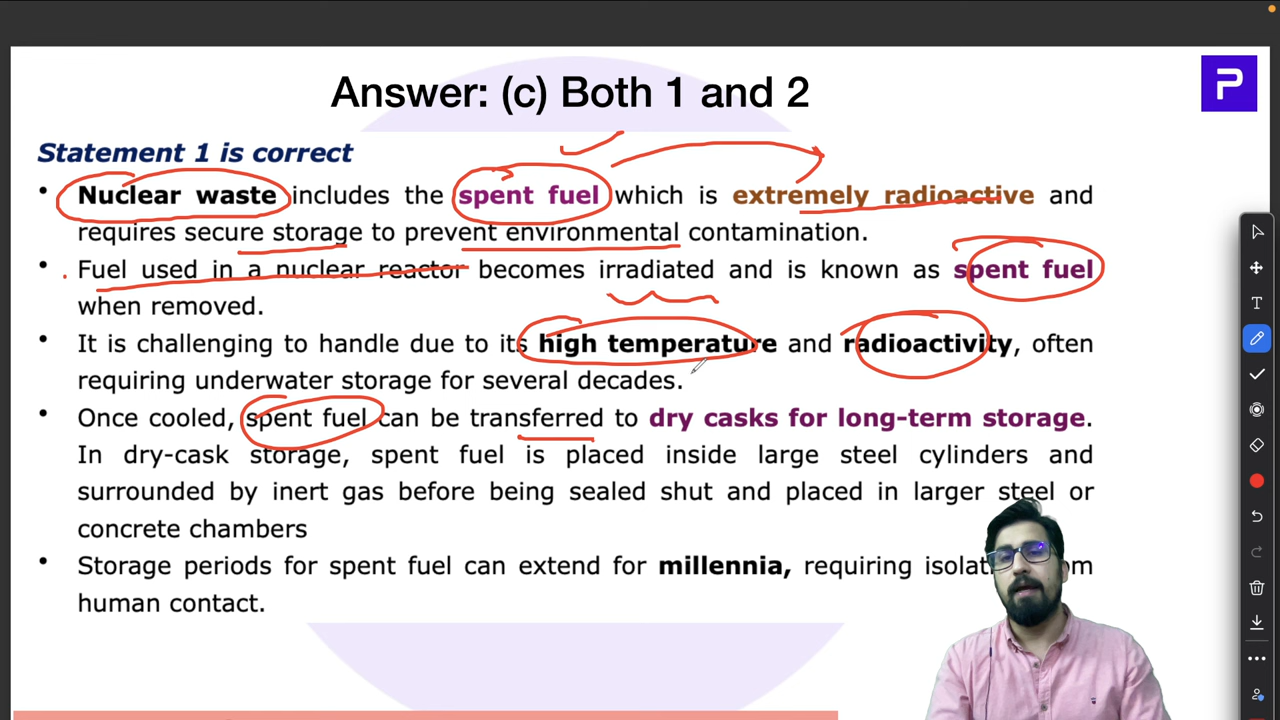 Answer: (c) Both 1 and 2
P
Statement 1 is correct
• Nuclear waste includes the spent fuel which is extremely radioactive and
requires secure storage to prevent environmental contamination.
• Fuel used in a nuclear reactor becomes irradiated and is known as spent fuel
when removed.
• It is challenging to handle due to its high temperature and radioactivity, often
requiring underwater storage for several decades.
• Once cooled, spent fuel can be transferred to dry casks for long-term storage.
In dry-cask storage, spent fuel is placed inside large steel cylinders and
surrounded by inert gas before being sealed shut and placed in larger steel or
concrete chambers
• Storage periods for spent fuel can extend for millennia, requiring
human contact.